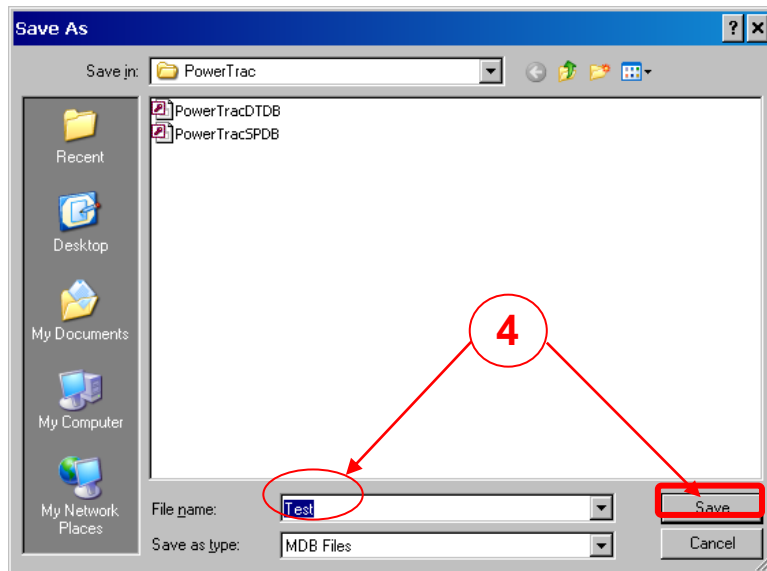 Save As
Save in:
PowerTrac
PowerTracDTDB
PowerTracSPDB
Recent
Desktop
My Documents
My Computer
My Network
Places
4
File name:
Test
Save
Save as type:
MDB Files
Cancel